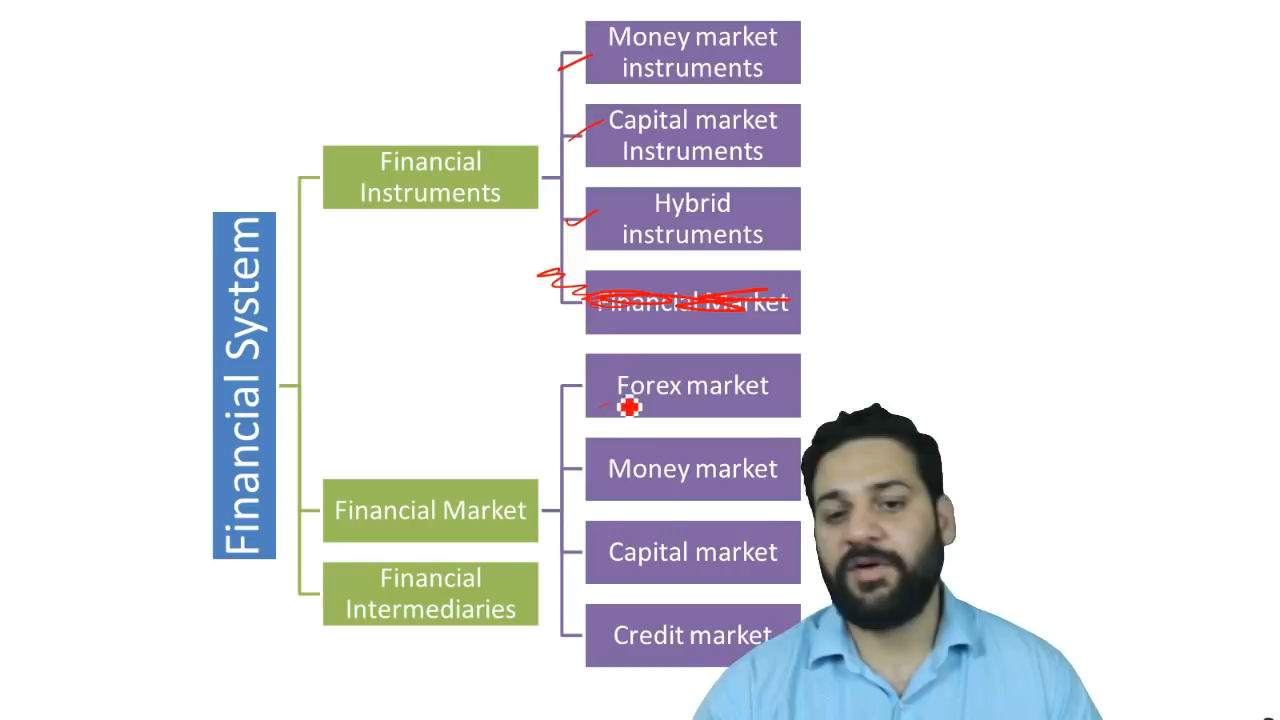 Financial System
Financial
Instruments
Money market
instruments
Capital market
Instruments
Hybrid
instruments
Financial Market
Financial Market
Forex market
Money market
Capital market
Credit market
Financial
Intermediaries